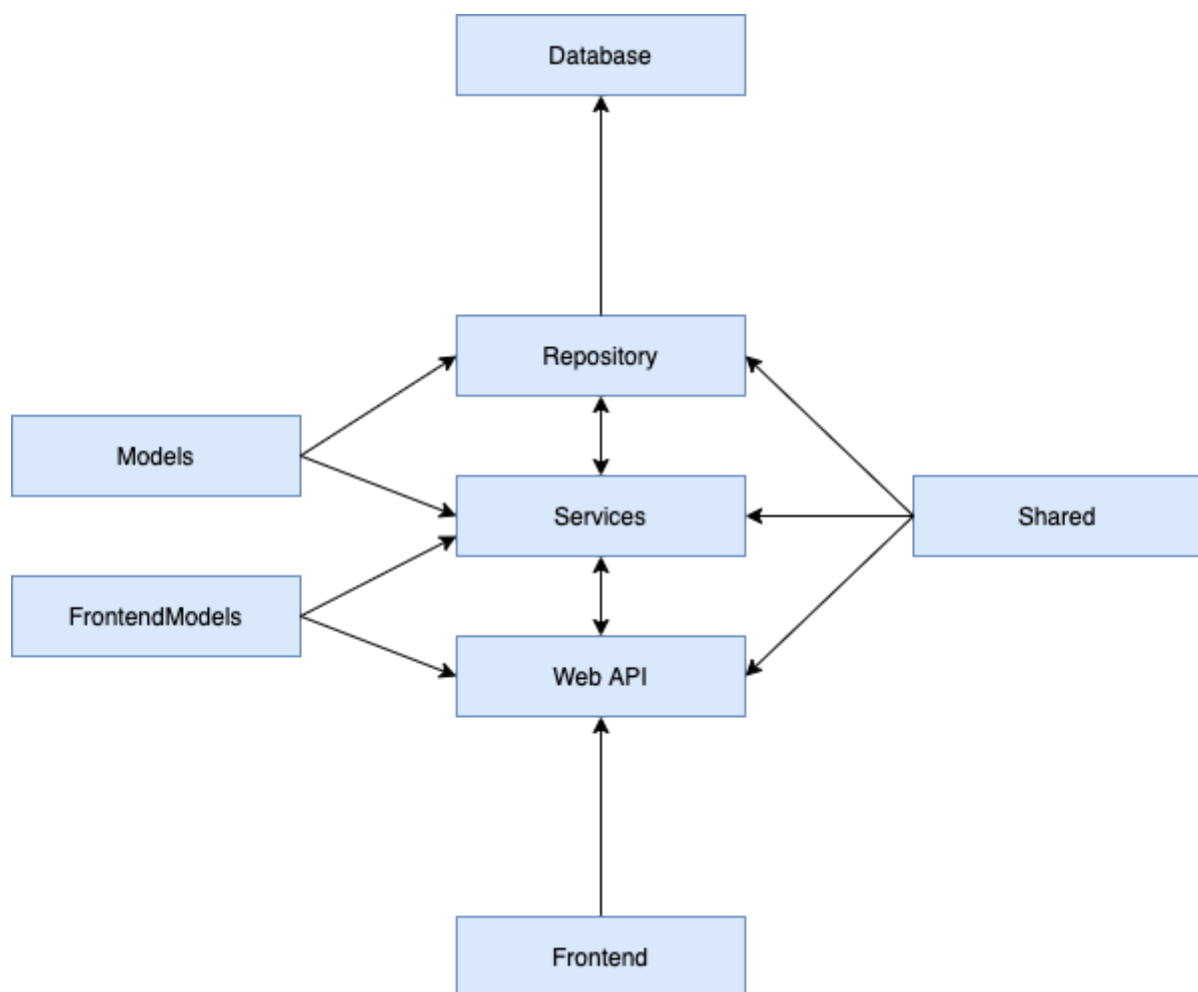 Database
Repository
Models
Services
Shared
FrontendModels
Web API
Frontend